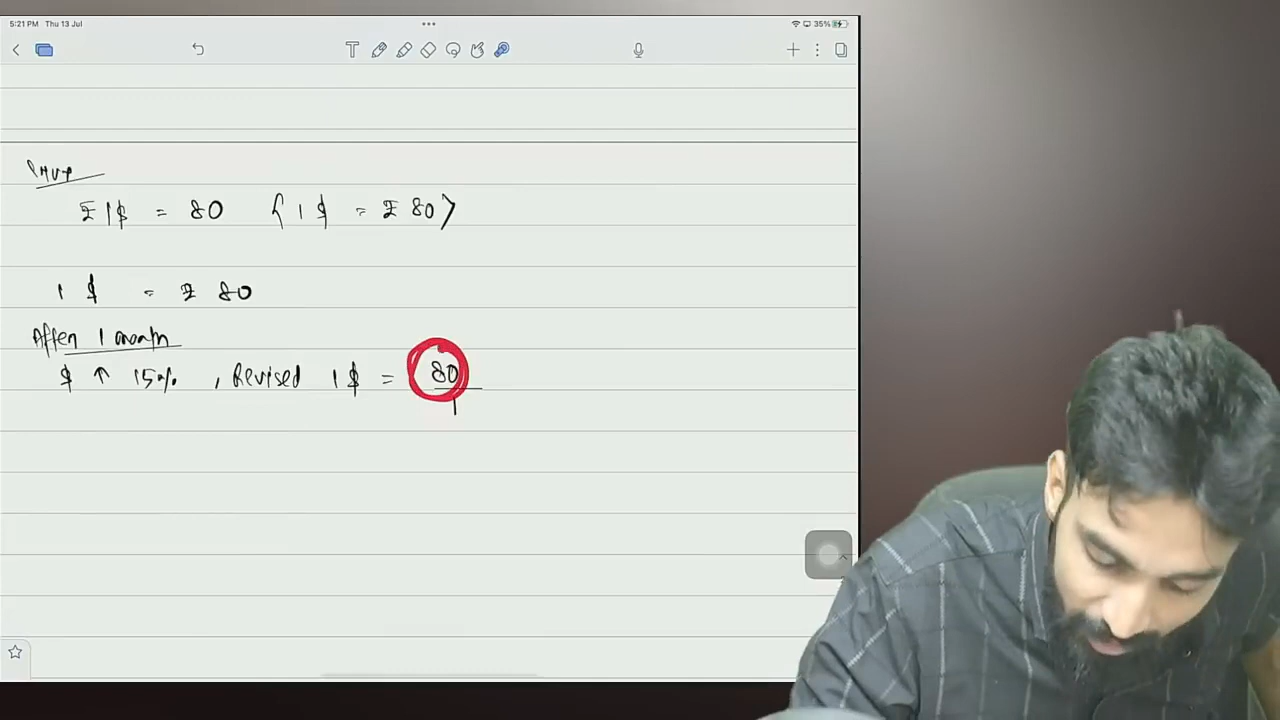 5:21 PM Thu 13 Jul
35%
₹ 1$ = 80 { 1 $ = ₹ 80 }
1 $ = ₹ 80
After 1 month
$ ↑ 15% , Revised 1 $ = 80
1